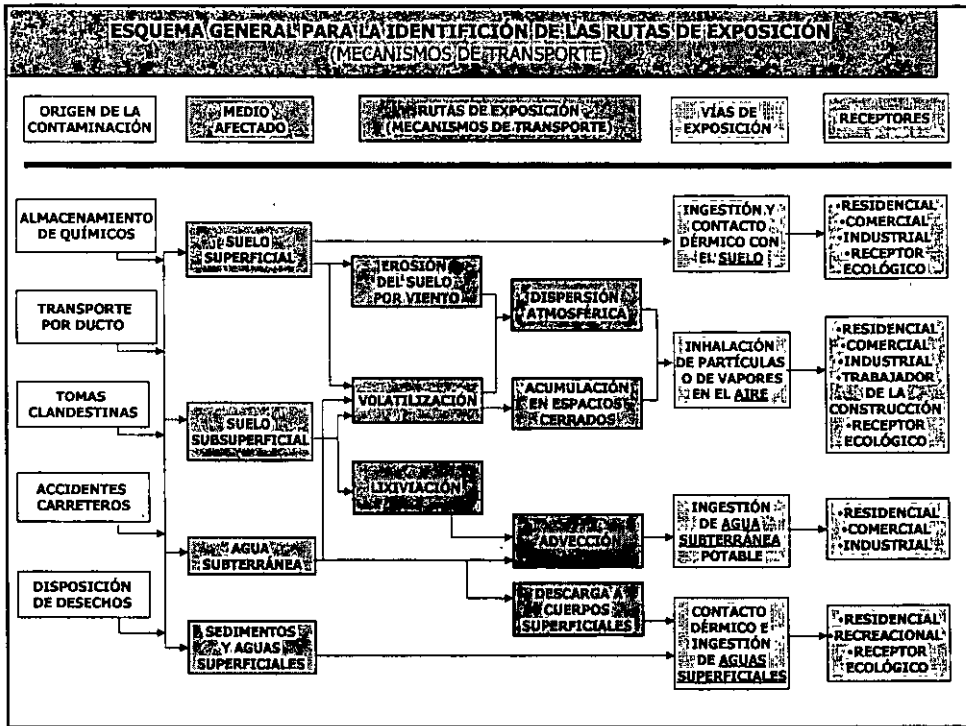 ESQUEMA GENERAL PARA LA IDENTIFICIÓN DE LAS RUTAS DE EXPOSICIÓN
(MECANISMOS DE TRANSPORTE)
ORIGEN DE LA
CONTAMINACIÓN
MEDIO
AFECTADO
RUTAS DE EXPOSICIÓN
(MECANISMOS DE TRANSPORTE)
VÍAS DE
EXPOSICIÓN
RECEPTORES
ALMACENAMIENTO
DE QUÍMICOS
TRANSPORTE
POR DUCTO
TOMAS
CLANDESTINAS
ACCIDENTES
CARRETEROS
DISPOSICIÓN
DE DESECHOS
SUELO
SUPERFICIAL
SUELO
SUBSUPERFICIAL
AGUA
SUBTERRÁNEA
SEDIMENTOS
Y AGUAS
SUPERFICIALES
EROSIÓN
DEL SUELO
POR VIENTO
VOLATILIZACIÓN
LIXIVIACIÓN
DISPERSIÓN
ATMOSFÉRICA
ACUMULACIÓN
EN ESPACIOS
CERRADOS
ADVECCIÓN
DESCARGA A
CUERPOS
SUPERFICIALES
INGESTIÓN Y
CONTACTO
DÉRMICO CON
EL SUELO
INHALACIÓN
DE PARTÍCULAS
O DE VAPORES
EN EL AIRE
INGESTIÓN
DE AGUA
SUBTERRÁNEA
POTABLE
CONTACTO
DÉRMICO E
INGESTIÓN
DE AGUAS
SUPERFICIALES
•RESIDENCIAL
•COMERCIAL
•INDUSTRIAL
•RECEPTOR
ECOLÓGICO
•RESIDENCIAL
•COMERCIAL
•INDUSTRIAL
•TRABAJADOR
DE LA
CONSTRUCCIÓN
•RECEPTOR
ECOLÓGICO
•RESIDENCIAL
•COMERCIAL
•INDUSTRIAL
•RESIDENCIAL
•RECREACIONAL
•RECEPTOR
ECOLÓGICO